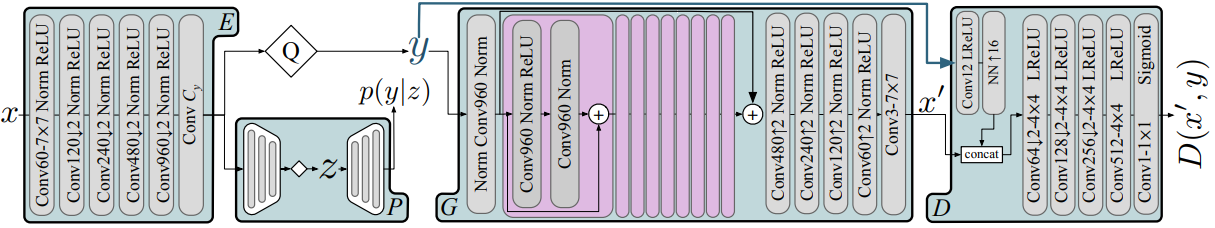 x
Conv60-7×7 Norm ReLU
Conv120↓2 Norm ReLU
Conv240↓2 Norm ReLU
Conv480↓2 Norm ReLU
Conv960↓2 Norm ReLU
Conv C_y
E
Q
y
p(y|z)
z
P
G
Norm Conv960 Norm
Conv960 Norm ReLU
Conv960 Norm
+
+
Conv480↑2 Norm ReLU
Conv240↑2 Norm ReLU
Conv120↑2 Norm ReLU
Conv60↑2 Norm ReLU
Conv3-7×7
x′
D
Conv12 LReLU
NN↑16
concat
Conv64↓2-4×4 LReLU
Conv128↓2-4×4 LReLU
Conv256↓2-4×4 LReLU
Conv512-4×4 LReLU
Conv1-1×1 Sigmoid
D(x′, y)